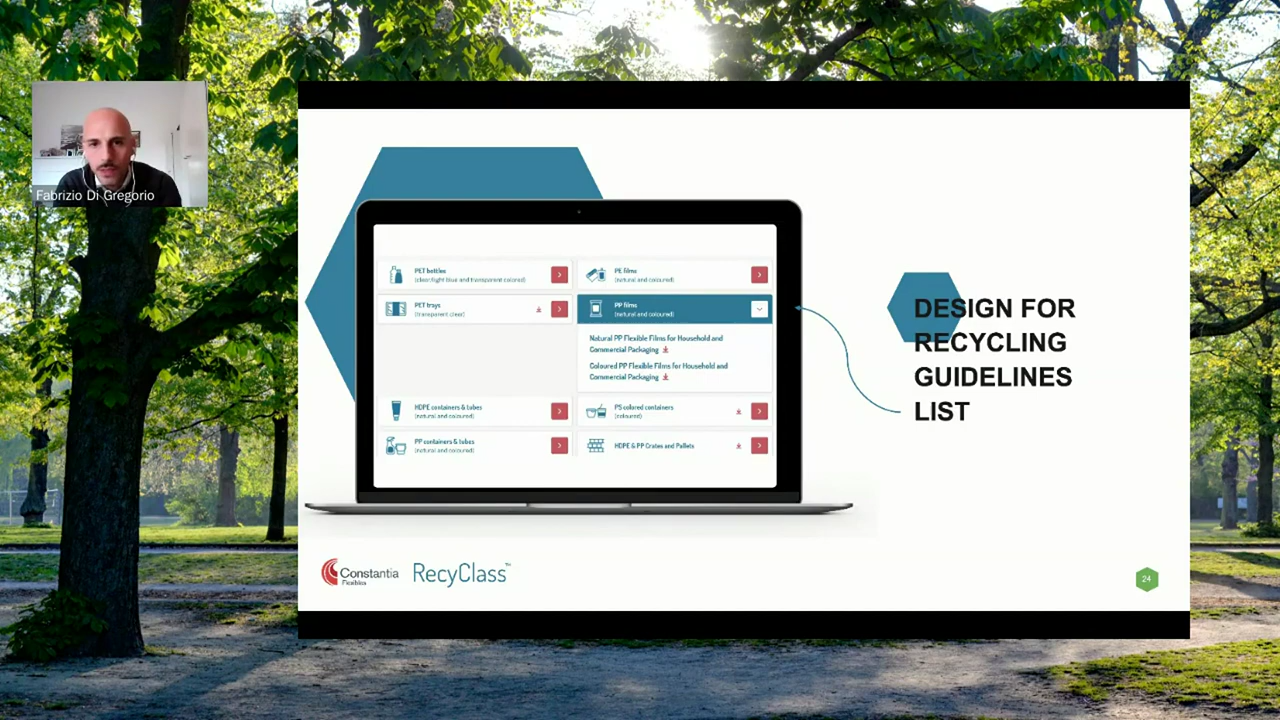 Fabrizio Di Gregorio
PET bottles
(clear/light blue and transparent colored)
PET trays
(transparent clear)
HDPE containers & tubes
(natural and coloured)
PP containers & tubes
(natural and coloured)
PE films
(natural and coloured)
PP films
(natural and coloured)
Natural PP Flexible Films for Household and
Commercial Packaging
Coloured PP Flexible Films for Household and
Commercial Packaging
PS colored containers
(coloured)
HDPE & PP Crates and Pallets
DESIGN FOR
RECYCLING
GUIDELINES
LIST
Constantia
Flexibles
RecyClass™
24